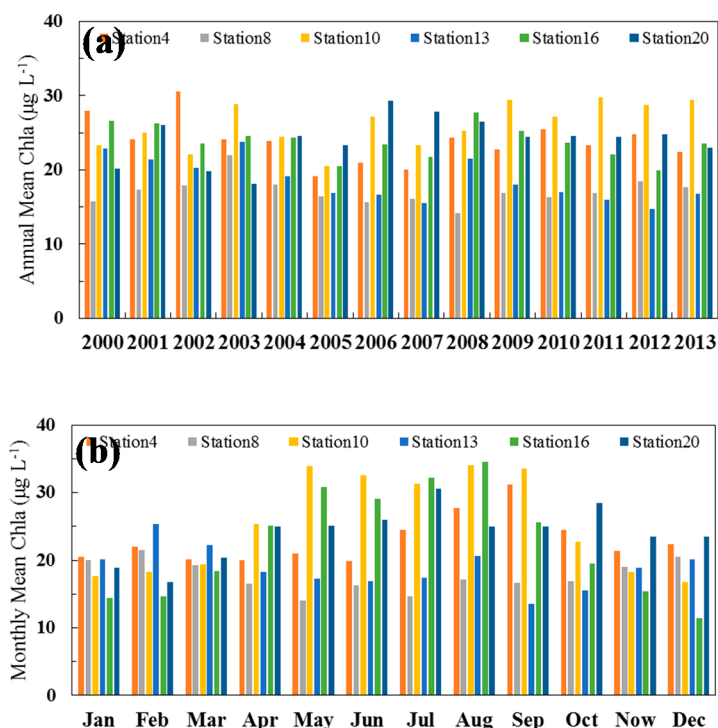 40
(a)
Station4 Station8 Station10 Station13 Station16 Station20
30
20
10
0
Annual Mean Chla (µg L⁻¹)
2000 2001 2002 2003 2004 2005 2006 2007 2008 2009 2010 2011 2012 2013
40
(b)
Station4 Station8 Station10 Station13 Station16 Station20
30
20
10
0
Monthly Mean Chla (µg L⁻¹)
Jan Feb Mar Apr May Jun Jul Aug Sep Oct Now Dec